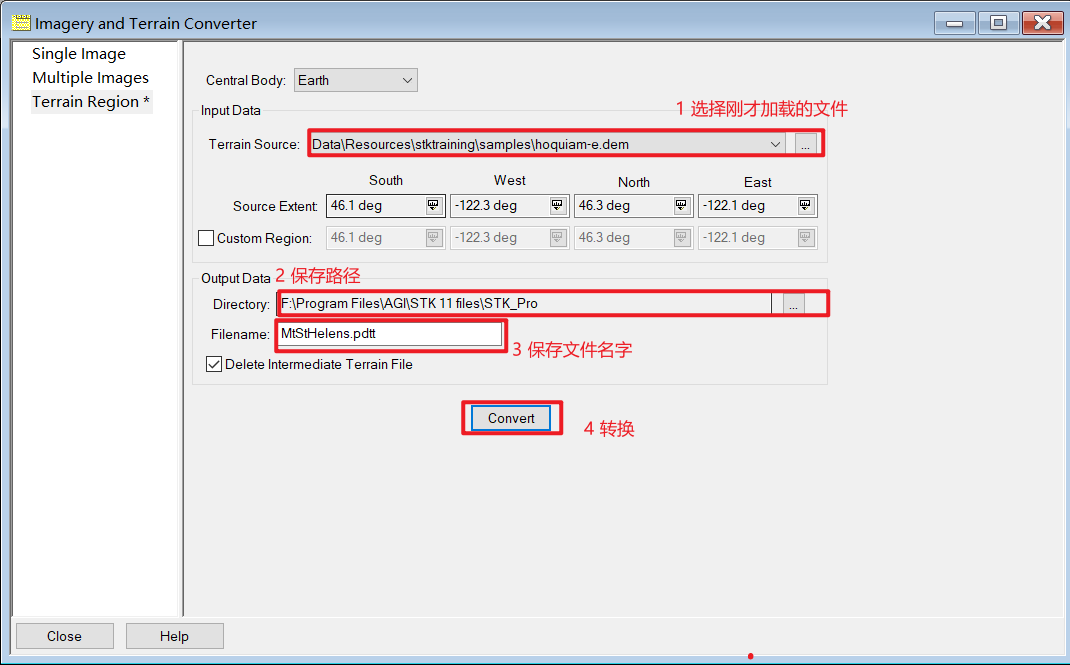 Imagery and Terrain Converter
Single Image
Multiple Images
Terrain Region *
Central Body: Earth
Input Data
1 选择刚才加载的文件
Terrain Source: Data\Resources\stktraining\samples\hoquiam-e.dem ...
South West North East
Source Extent: 46.1 deg -122.3 deg 46.3 deg -122.1 deg
Custom Region: 46.1 deg -122.3 deg 46.3 deg -122.1 deg
Output Data 2 保存路径
Directory: F:\Program Files\AGI\STK 11 files\STK_Pro ...
Filename: MtStHelens.pdtt
3 保存文件名字
Delete Intermediate Terrain File
Convert
4 转换
Close Help